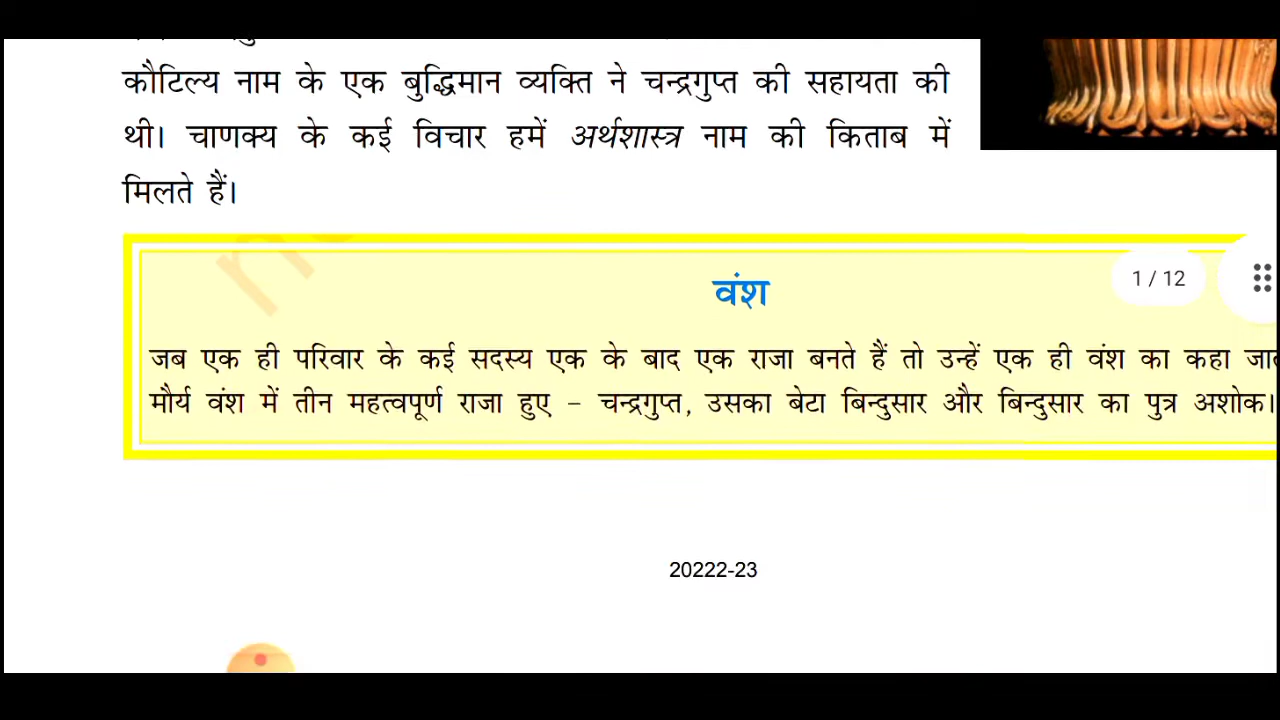 कौटिल्य नाम के एक बुद्धिमान व्यक्ति ने चन्द्रगुप्त की सहायता की
थी। चाणक्य के कई विचार हमें अर्थशास्त्र नाम की किताब में
मिलते हैं।
वंश
1 / 12
जब एक ही परिवार के कई सदस्य एक के बाद एक राजा बनते हैं तो उन्हें एक ही वंश का कहा
मौर्य वंश में तीन महत्वपूर्ण राजा हुए – चन्द्रगुप्त, उसका बेटा बिन्दुसार और बिन्दुसार का पुत्र अशोक।
20222-23